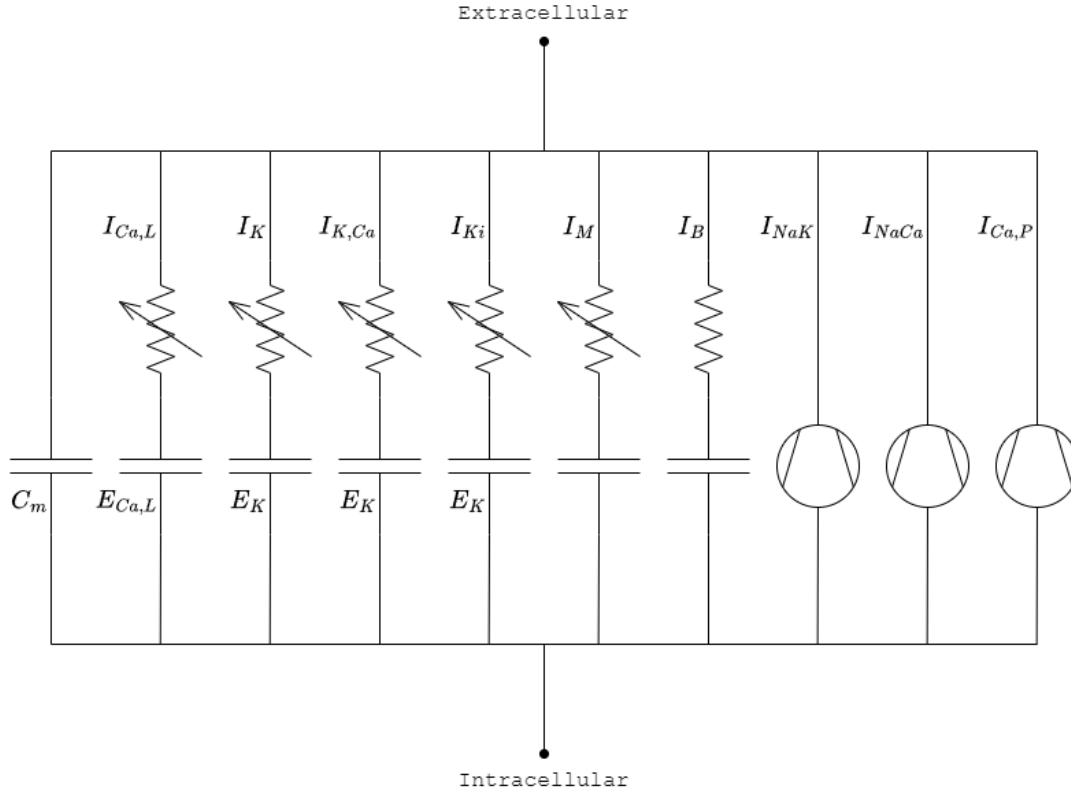 Extracellular
I_{Ca,L} I_K I_{K,Ca} I_{Ki} I_M I_B I_{NaK} I_{NaCa} I_{Ca,P}
C_m E_{Ca,L} E_K E_K E_K
Intracellular